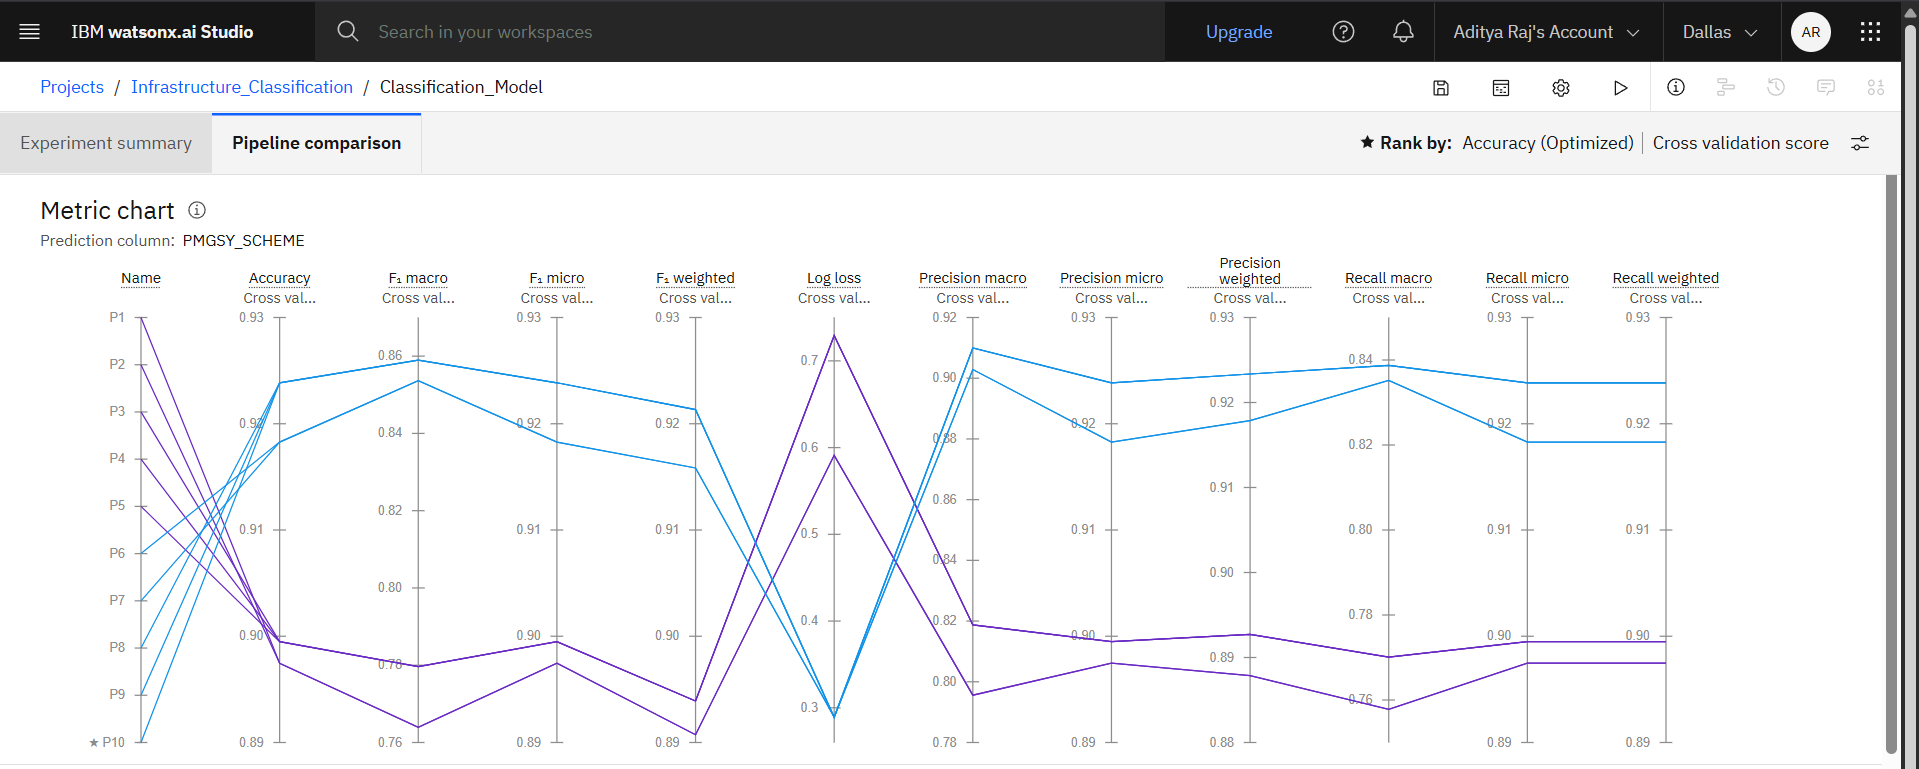 IBM watsonx.ai Studio
Search in your workspaces
Upgrade
Aditya Raj's Account
Dallas
AR
Projects / Infrastructure_Classification / Classification_Model
Experiment summary
Pipeline comparison
★ Rank by: Accuracy (Optimized) | Cross validation score
Metric chart
Prediction column: PMGSY_SCHEME
Name
P1
P2
P3
P4
P5
P6
P7
P8
P9
★ P10
Accuracy
Cross val...
0.93
0.92
0.91
0.90
0.89
F₁ macro
Cross val...
0.86
0.84
0.82
0.80
0.78
0.76
F₁ micro
Cross val...
0.93
0.92
0.91
0.90
0.89
F₁ weighted
Cross val...
0.93
0.92
0.91
0.90
0.89
Log loss
Cross val...
0.7
0.6
0.5
0.4
0.3
Precision macro
Cross val...
0.92
0.90
0.88
0.86
0.84
0.82
0.80
0.78
Precision micro
Cross val...
0.93
0.92
0.91
0.90
0.89
Precision
weighted
Cross val...
0.93
0.92
0.91
0.90
0.89
0.88
Recall macro
Cross val...
0.84
0.82
0.80
0.78
0.76
Recall micro
Cross val...
0.93
0.92
0.91
0.90
0.89
Recall weighted
Cross val...
0.93
0.92
0.91
0.90
0.89